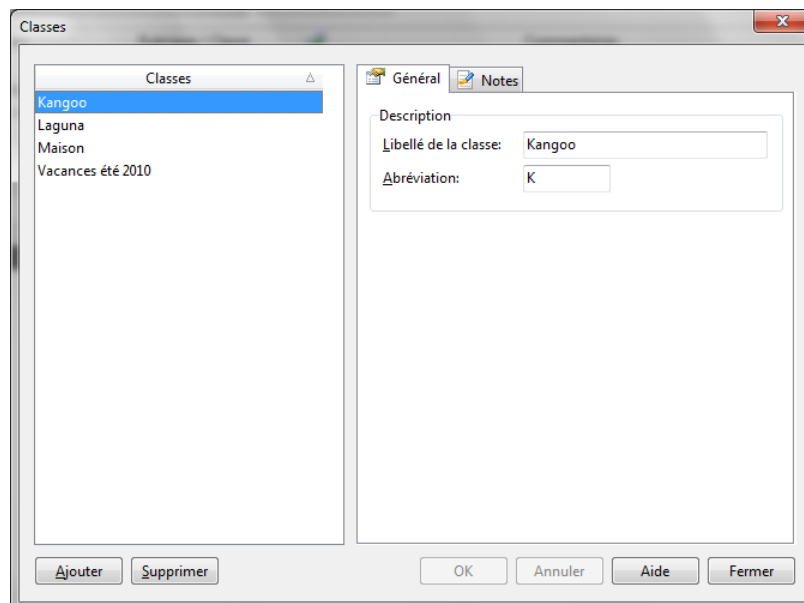 Classes
Classes
Kangoo
Laguna
Maison
Vacances été 2010
Général Notes
Description
Libellé de la classe: Kangoo
Abréviation: K
Ajouter Supprimer OK Annuler Aide Fermer